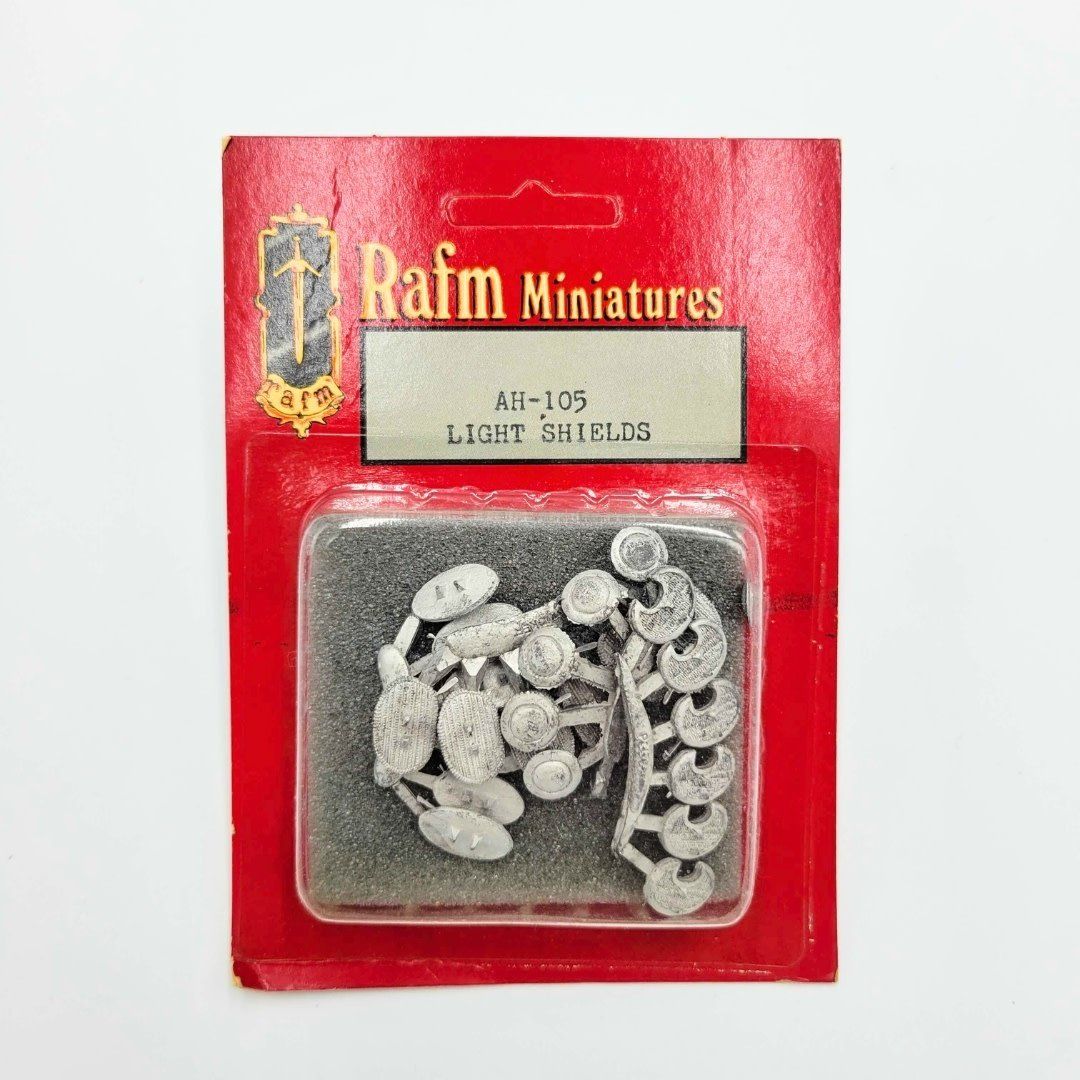 Rafm Miniatures
rafm
AH-105
LIGHT SHIELDS